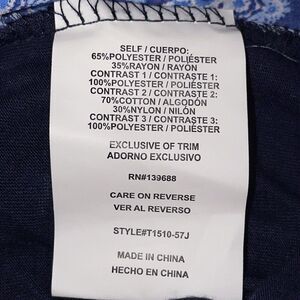 SELF / CUERPO:
65%POLYESTER / POLIÉSTER
35%RAYON / RAYÓN
CONTRAST 1 / CONTRASTE 1:
100%POLYESTER / POLIÉSTER
CONTRAST 2 / CONTRASTE 2:
70%COTTON / ALGODÓN
30%NYLON / NILÓN
CONTRAST 3 / CONTRASTE 3:
100%POLYESTER / POLIÉSTER
EXCLUSIVE OF TRIM
ADORNO EXCLUSIVO
RN#139688
CARE ON REVERSE
VER AL REVERSO
STYLE#T1510-57J
MADE IN CHINA
HECHO EN CHINA